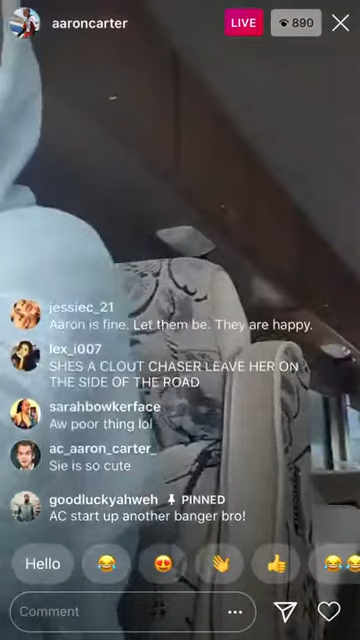 aaroncarter
LIVE
890
jessiec_21
Aaron is fine. Let them be. They are happy.
lex_i007
SHES A CLOUT CHASER LEAVE HER ON
THE SIDE OF THE ROAD
sarahbowkerface
Aw poor thing lol
ac_aaron_carter_
Sie is so cute
goodluckyahweh PINNED
AC start up another banger bro!
Hello
Comment